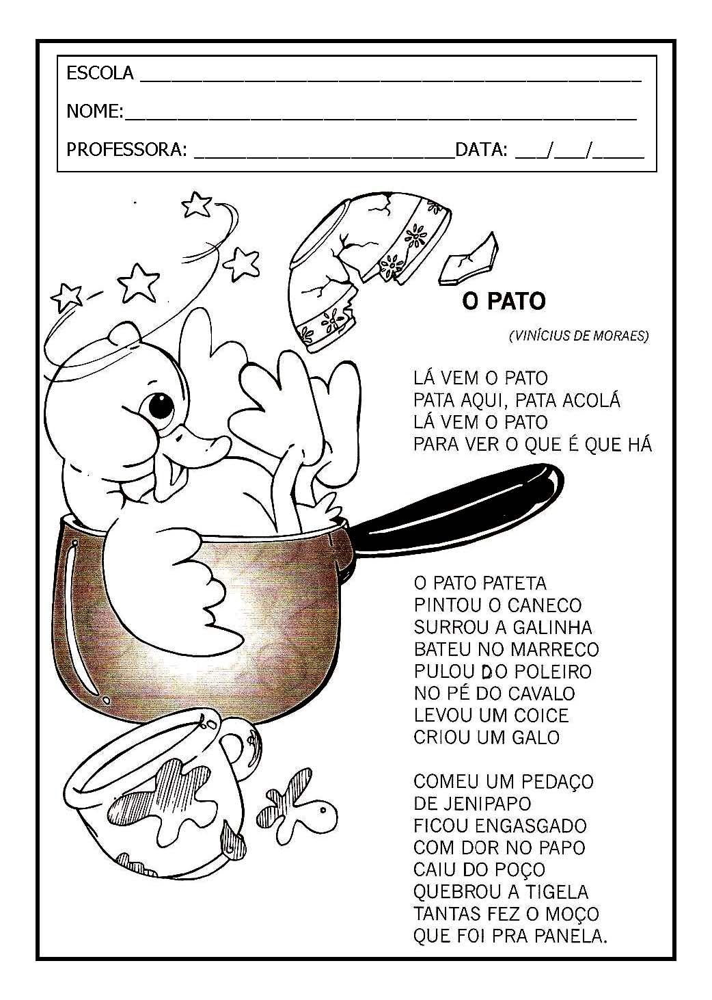 ESCOLA ________________________________________________
NOME:_________________________________________________
PROFESSORA: _________________________DATA: ___/___/_____
O PATO
(VINÍCIUS DE MORAES)
LÁ VEM O PATO
PATA AQUI, PATA ACOLÁ
LÁ VEM O PATO
PARA VER O QUE É QUE HÁ
O PATO PATETA
PINTOU O CANECO
SURROU A GALINHA
BATEU NO MARRECO
PULOU DO POLEIRO
NO PÉ DO CAVALO
LEVOU UM COICE
CRIOU UM GALO
COMEU UM PEDAÇO
DE JENIPAPO
FICOU ENGASGADO
COM DOR NO PAPO
CAIU DO POÇO
QUEBROU A TIGELA
TANTAS FEZ O MOÇO
QUE FOI PRA PANELA.